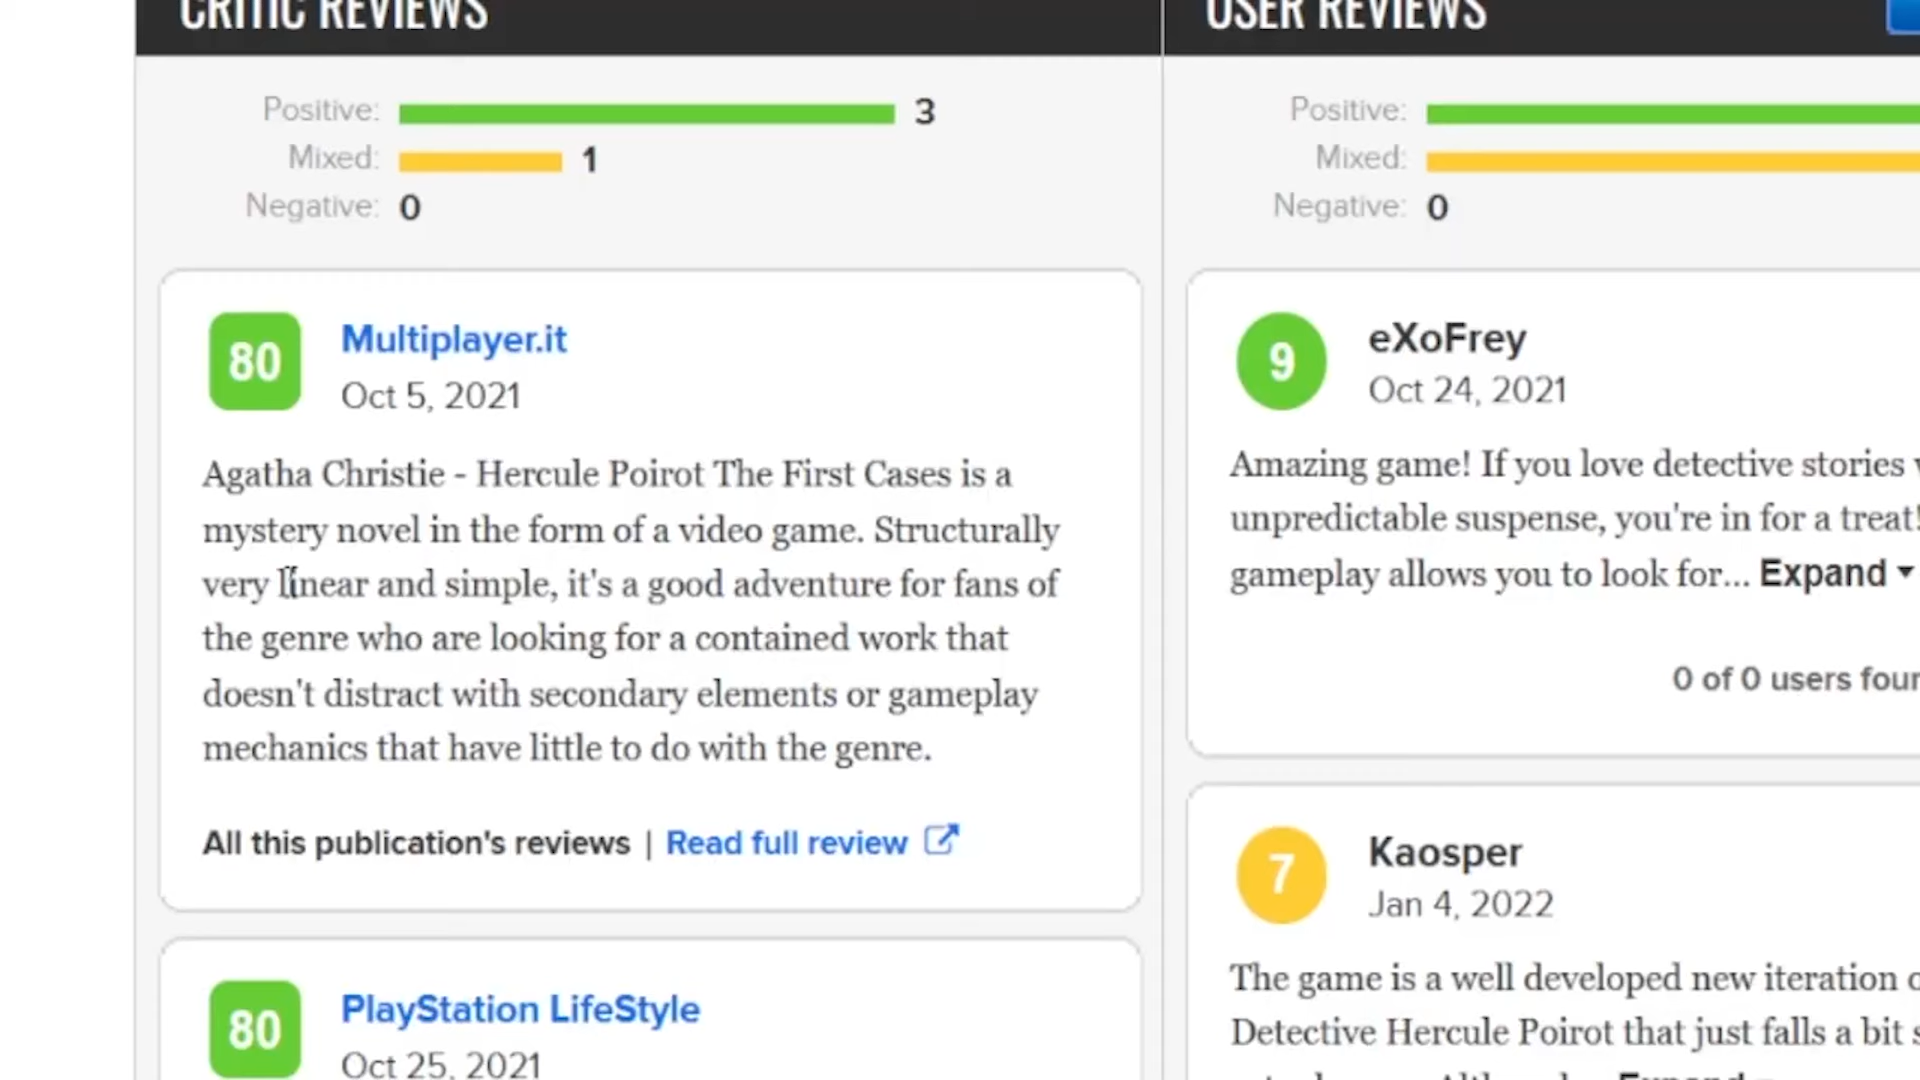 CRITIC REVIEWS
Positive: 3
Mixed: 1
Negative: 0
80
Multiplayer.it
Oct 5, 2021
Agatha Christie - Hercule Poirot The First Cases is a
mystery novel in the form of a video game. Structurally
very linear and simple, it's a good adventure for fans of
the genre who are looking for a contained work that
doesn't distract with secondary elements or gameplay
mechanics that have little to do with the genre.
All this publication's reviews | Read full review
80
PlayStation LifeStyle
Oct 25, 2021
USER REVIEWS
Positive:
Mixed:
Negative: 0
9
eXoFrey
Oct 24, 2021
Amazing game! If you love detective stories
unpredictable suspense, you're in for a treat!
gameplay allows you to look for... Expand
0 of 0 users
7
Kaosper
Jan 4, 2022
The game is a well developed new iteration
Detective Hercule Poirot that just falls a bit